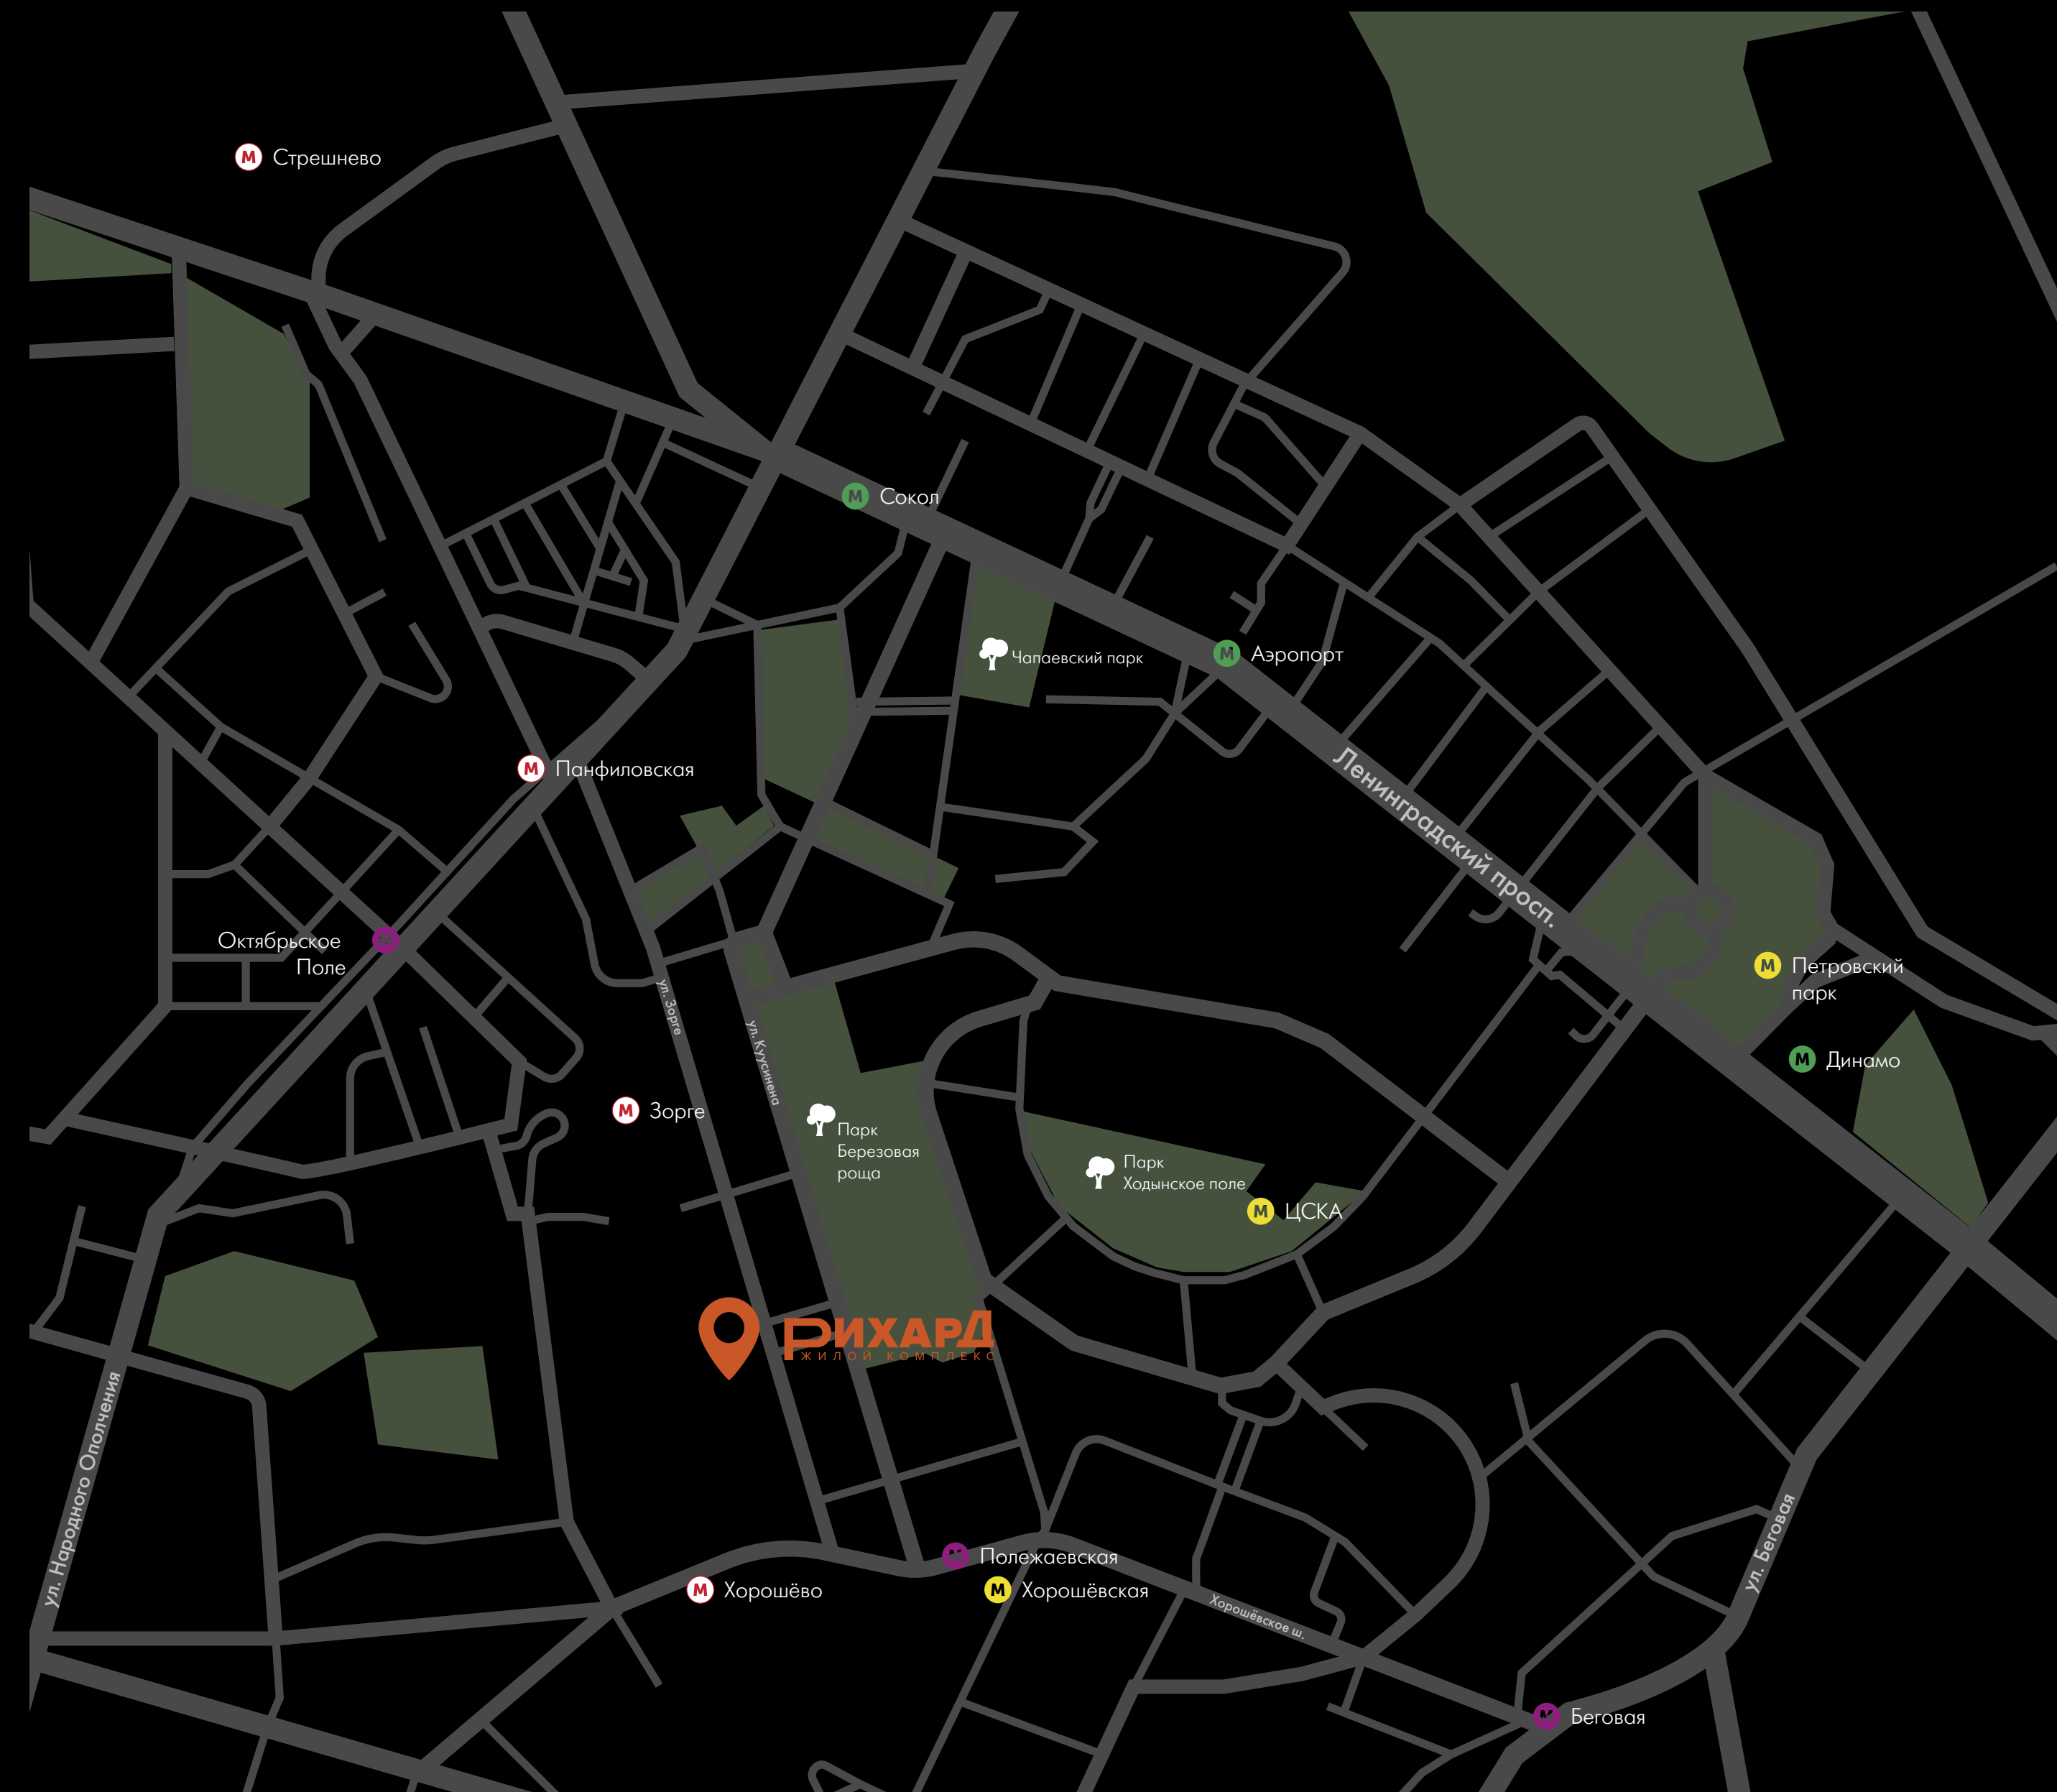 Стрешнево
Сокол
Чапаевский парк
Аэропорт
Панфиловская
Ленинградский просп.
Октябрьское
Поле
Петровский
парк
ул. Зорге
ул. Куусинена
Динамо
Зорге
Парк
Березовая
роща
Парк
Ходынское поле
ЦСКА
РИХАРД
ЖИЛОЙ КОМПЛЕКС
ул. Народного Ополчения
ул. Беговая
Полежаевская
Хорошёво
Хорошёвская
Хорошёвское ш.
Беговая